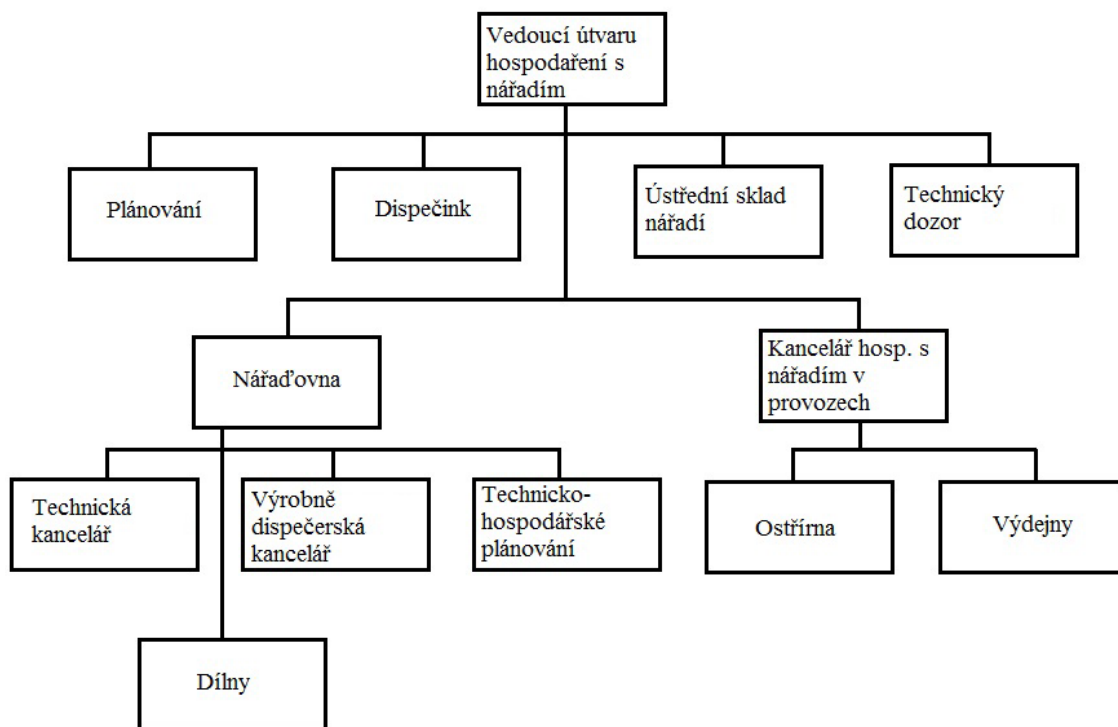 Vedoucí útvaru
hospodaření s
nářadím
Plánování
Dispečink
Ústřední sklad
nářadí
Technický
dozor
Nářaďovna
Kancelář hosp. s
nářadím v
provozech
Technická
kancelář
Výrobně
dispečerská
kancelář
Technicko-
hospodářské
plánování
Ostřírna
Výdejny
Dílny